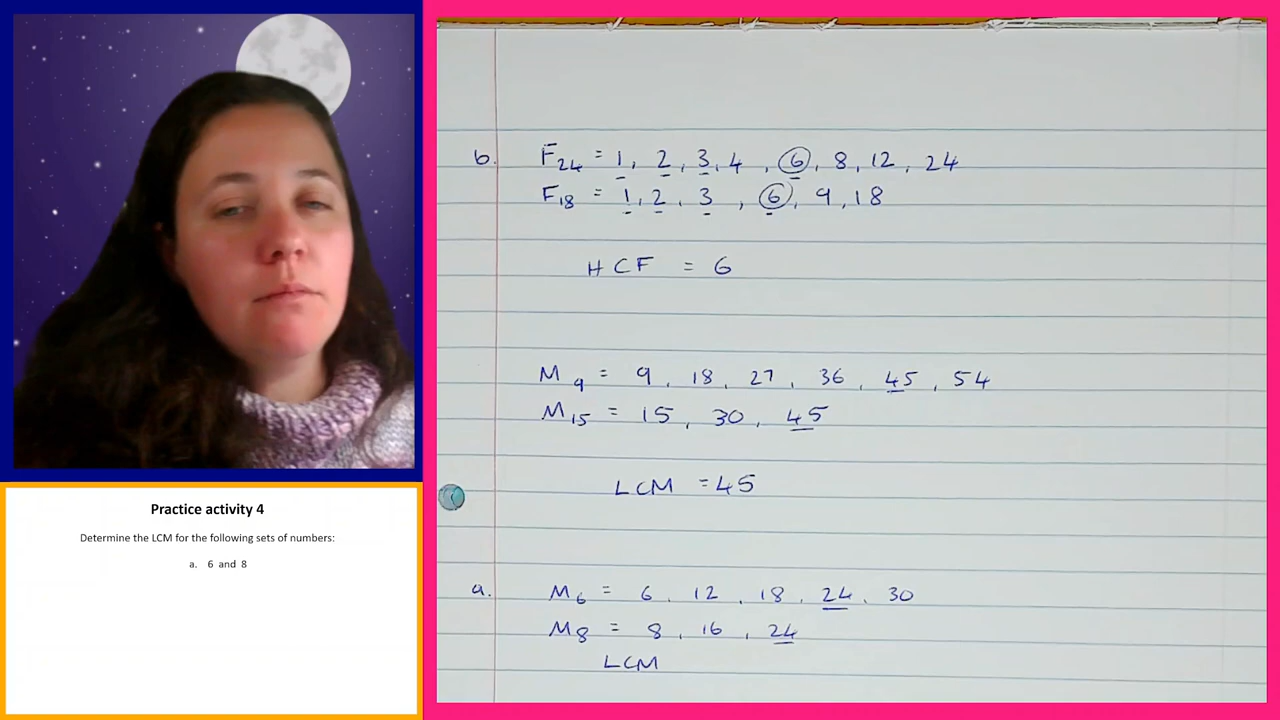 Practice activity 4
Determine the LCM for the following sets of numbers:
a. 6 and 8
b. F24 = 1, 2, 3, 4, 6, 8, 12, 24
F18 = 1, 2, 3, , 6, 9, 18
HCF = 6
M9 = 9, 18, 27, 36, 45, 54
M15 = 15, 30, 45
LCM = 45
a. M6 = 6, 12, 18, 24, 30
M8 = 8, 16, 24
LCM